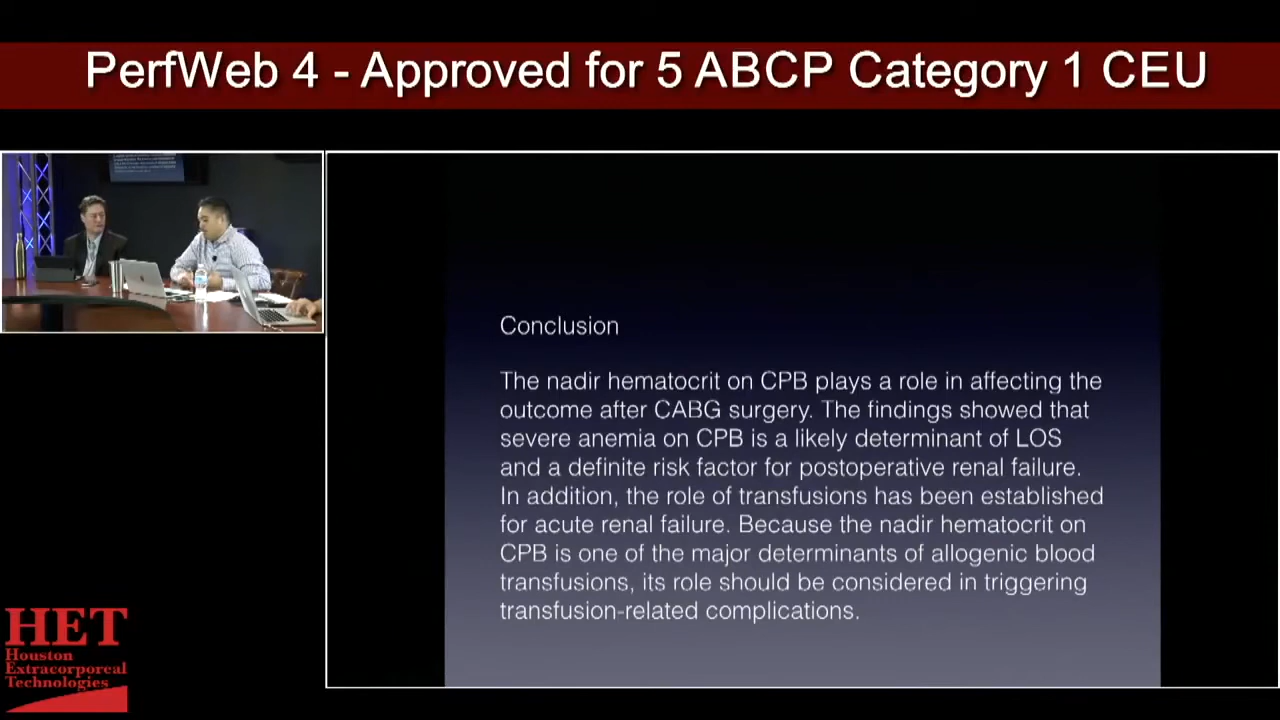 PerfWeb 4 - Approved for 5 ABCP Category 1 CEU
Conclusion
The nadir hematocrit on CPB plays a role in affecting the
outcome after CABG surgery. The findings showed that
severe anemia on CPB is a likely determinant of LOS
and a definite risk factor for postoperative renal failure.
In addition, the role of transfusions has been established
for acute renal failure. Because the nadir hematocrit on
CPB is one of the major determinants of allogenic blood
transfusions, its role should be considered in triggering
transfusion-related complications.
HET
Houston
Extracorporeal
Technologies